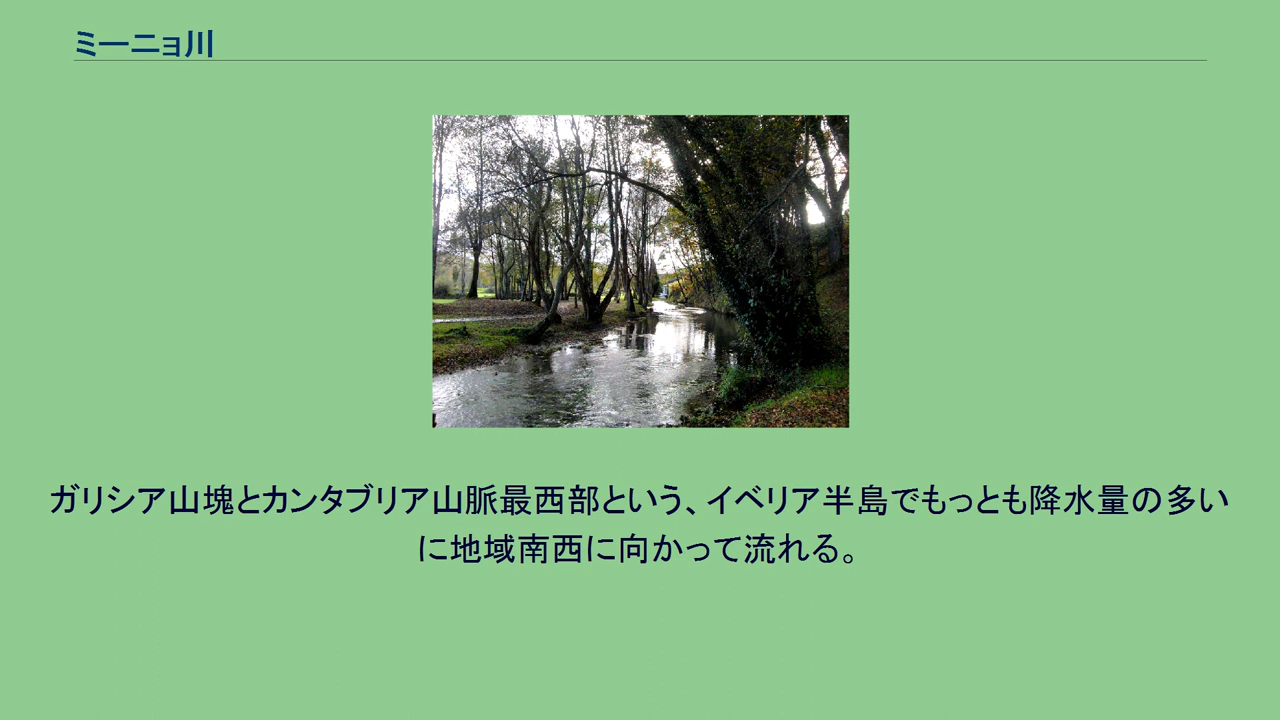 ミーニョ川
ガリシア山塊とカンタブリア山脈最西部という、イベリア半島でもっとも降水量の多い
に地域南西に向かって流れる。